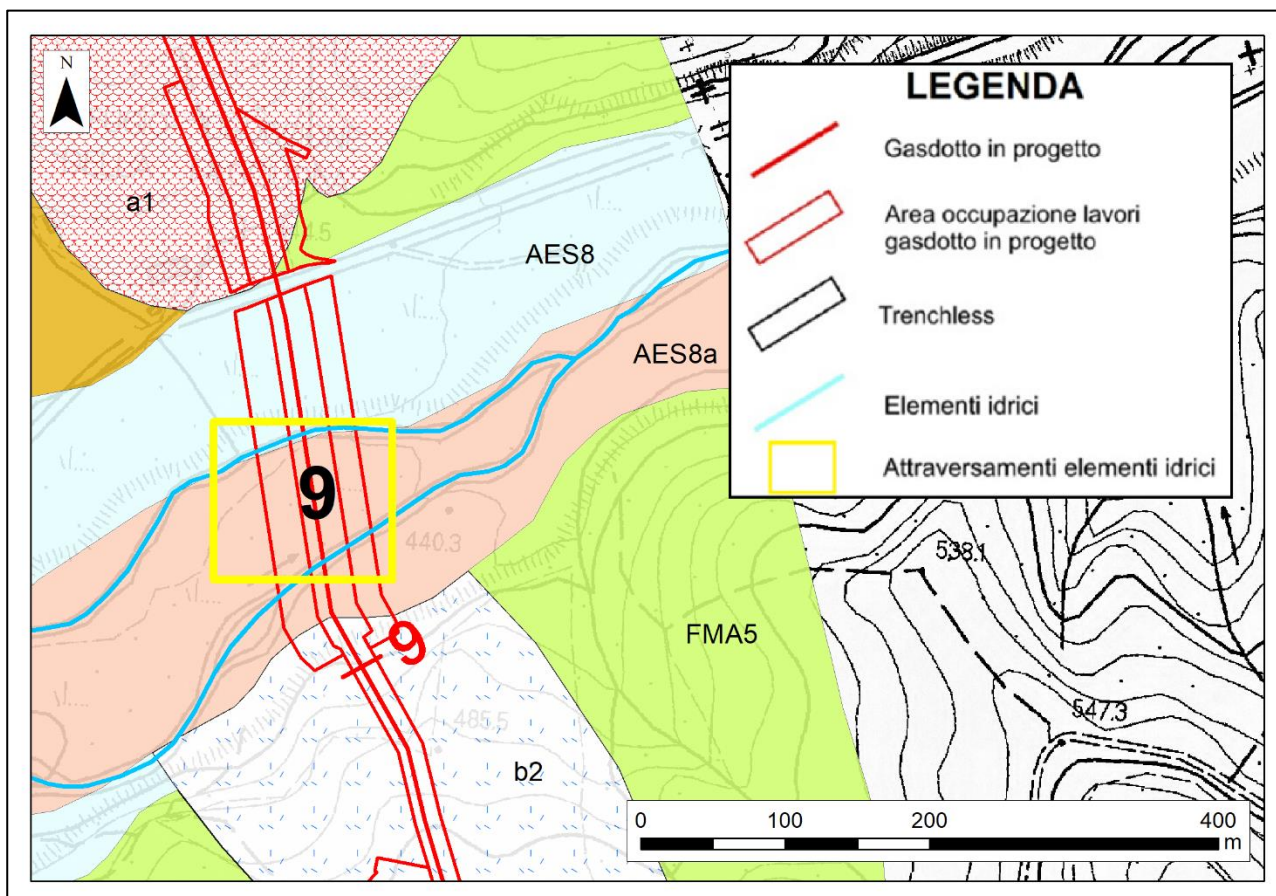 N
LEGENDA
Gasdotto in progetto
Area occupazione lavori
gasdotto in progetto
Trenchless
Elementi idrici
Attraversamenti elementi idrici
a1
AES8
AES8a
9
440.3
538.1
FMA5
9
547.3
485.5
b2
0 100 200 400
m